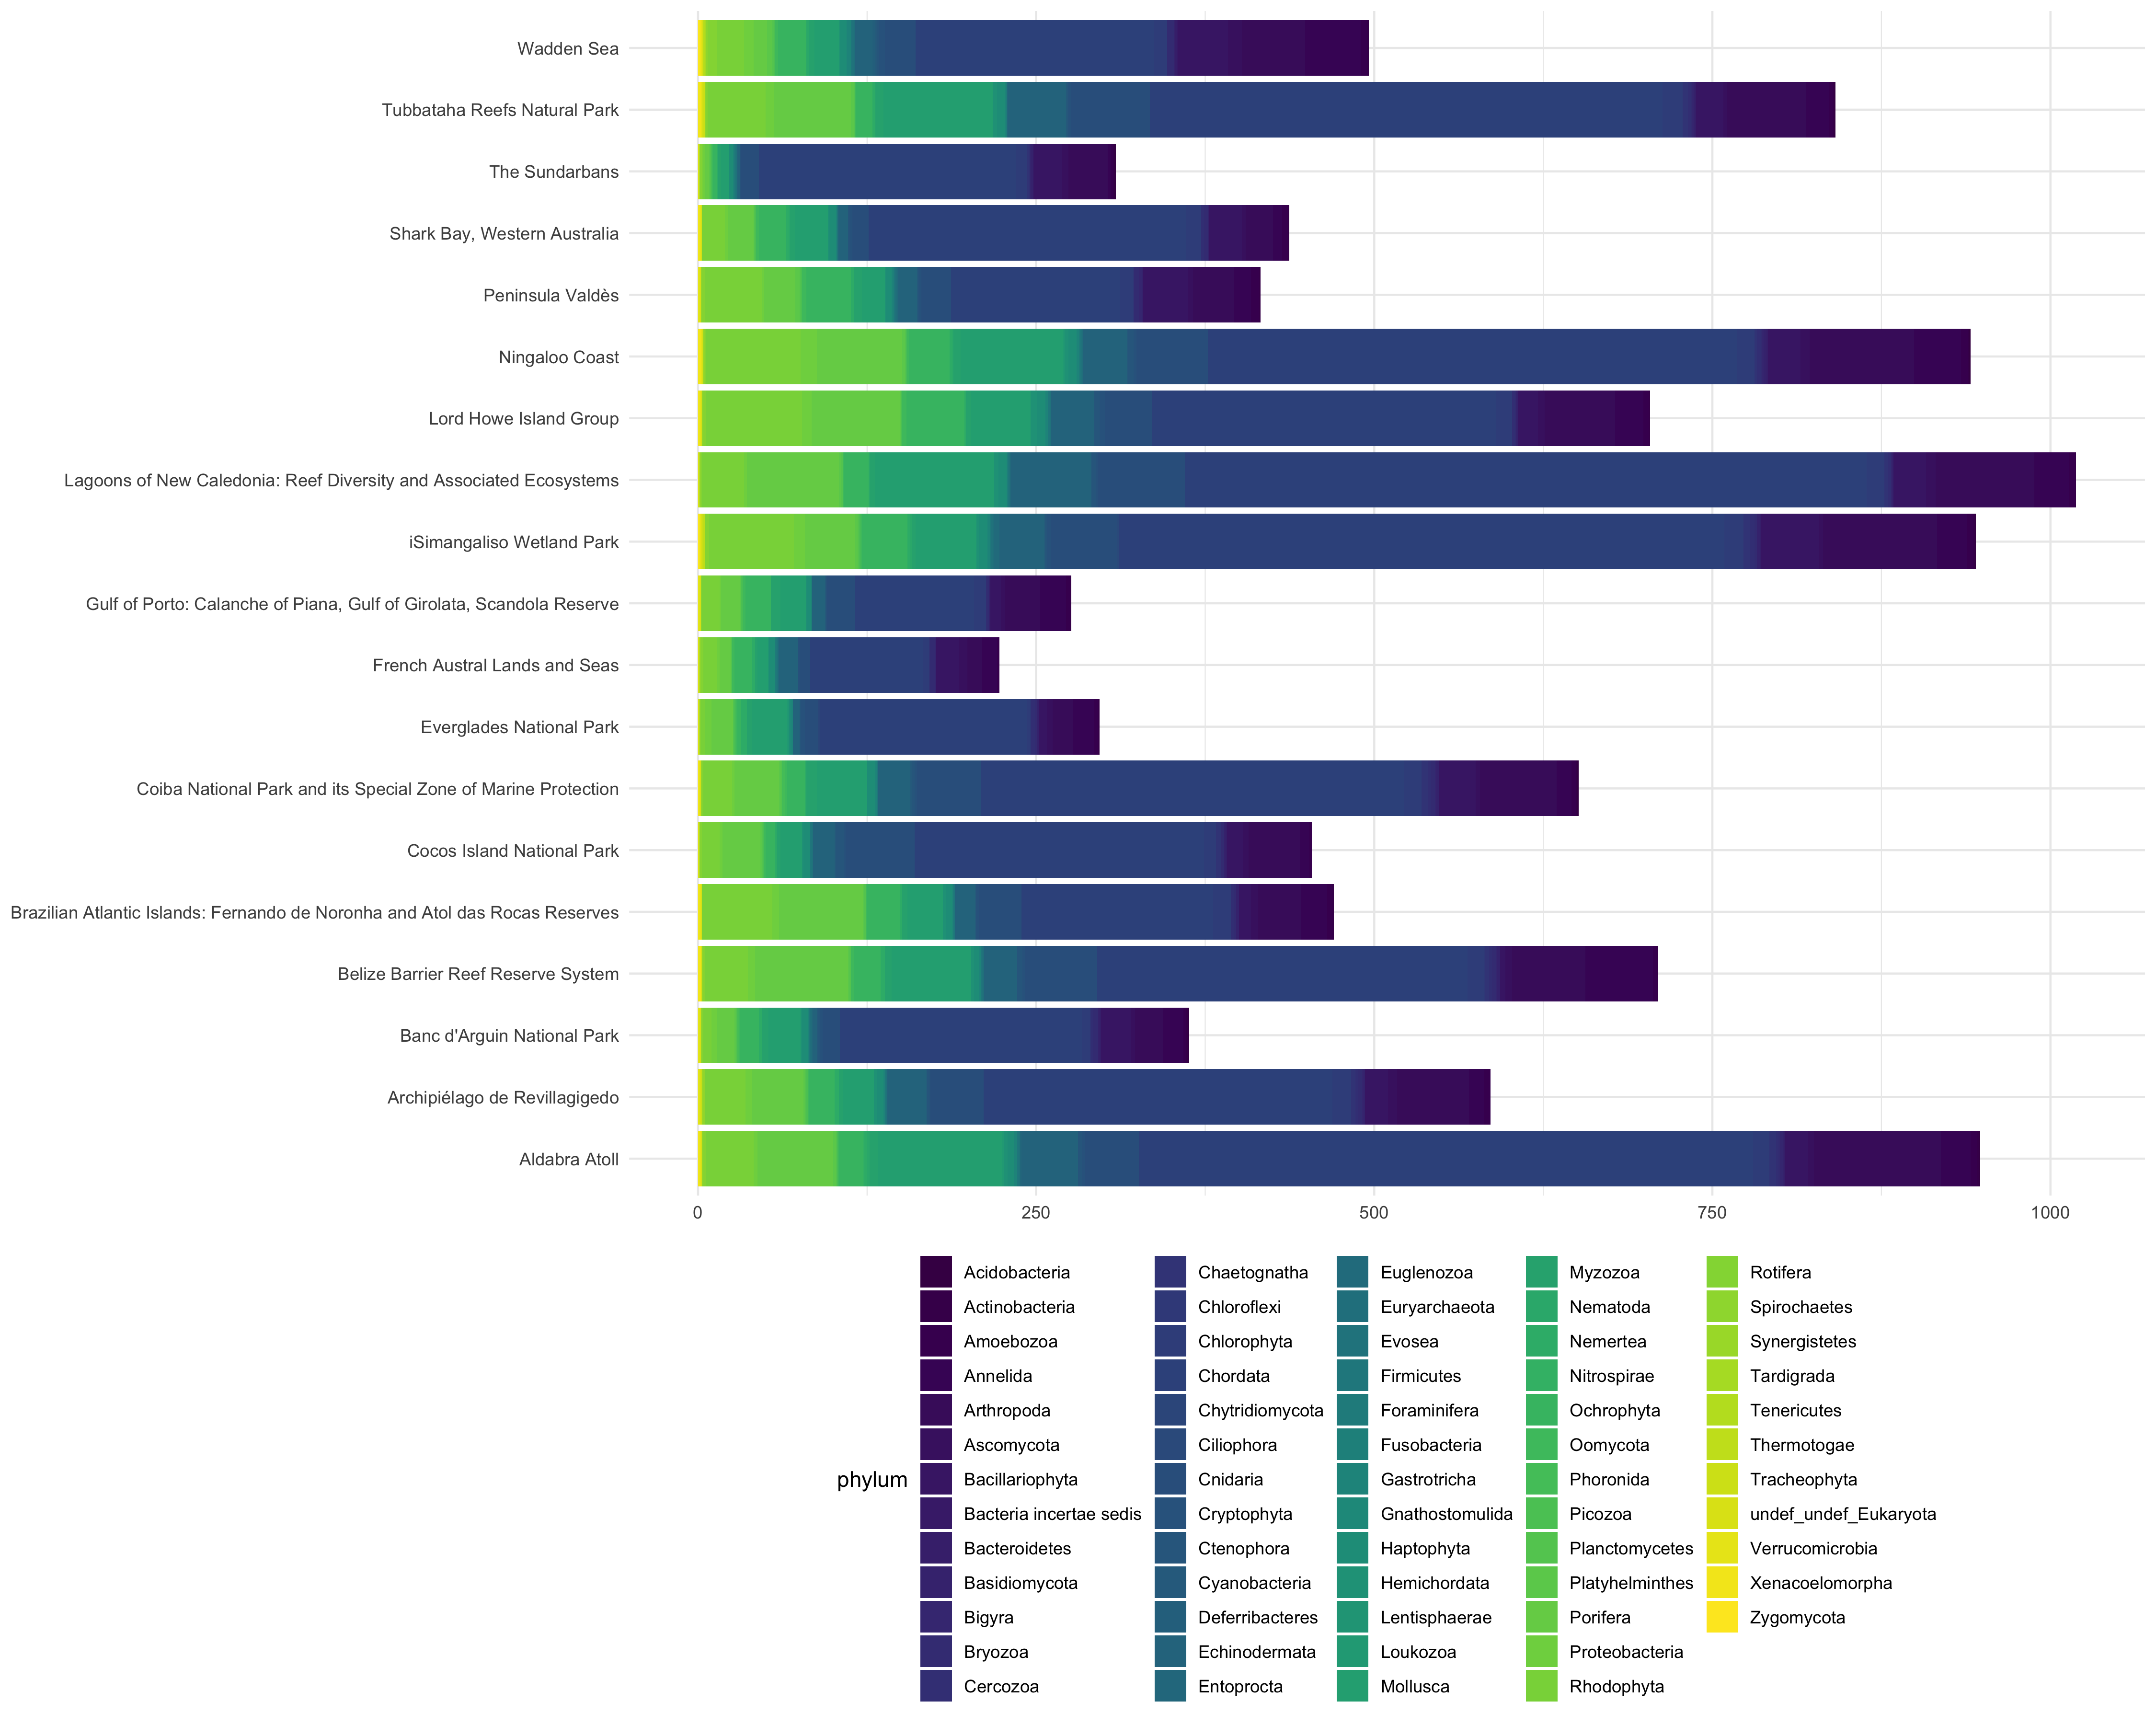 Wadden Sea
Tubbataha Reefs Natural Park
The Sundarbans
Shark Bay, Western Australia
Peninsula Valdès
Ningaloo Coast
Lord Howe Island Group
Lagoons of New Caledonia: Reef Diversity and Associated Ecosystems
iSimangaliso Wetland Park
Gulf of Porto: Calanche of Piana, Gulf of Girolata, Scandola Reserve
French Austral Lands and Seas
Everglades National Park
Coiba National Park and its Special Zone of Marine Protection
Cocos Island National Park
Brazilian Atlantic Islands: Fernando de Noronha and Atol das Rocas Reserves
Belize Barrier Reef Reserve System
Banc d'Arguin National Park
Archipiélago de Revillagigedo
Aldabra Atoll
0 250 500 750 1000
phylum
Acidobacteria
Actinobacteria
Amoebozoa
Annelida
Arthropoda
Ascomycota
Bacillariophyta
Bacteria incertae sedis
Bacteroidetes
Basidiomycota
Bigyra
Bryozoa
Cercozoa
Chaetognatha
Chloroflexi
Chlorophyta
Chordata
Chytridiomycota
Ciliophora
Cnidaria
Cryptophyta
Ctenophora
Cyanobacteria
Deferribacteres
Echinodermata
Entoprocta
Euglenozoa
Euryarchaeota
Evosea
Firmicutes
Foraminifera
Fusobacteria
Gastrotricha
Gnathostomulida
Haptophyta
Hemichordata
Lentisphaerae
Loukozoa
Mollusca
Myzozoa
Nematoda
Nemertea
Nitrospirae
Ochrophyta
Oomycota
Phoronida
Picozoa
Planctomycetes
Platyhelminthes
Porifera
Proteobacteria
Rhodophyta
Rotifera
Spirochaetes
Synergistetes
Tardigrada
Tenericutes
Thermotogae
Tracheophyta
undef_undef_Eukaryota
Verrucomicrobia
Xenacoelomorpha
Zygomycota